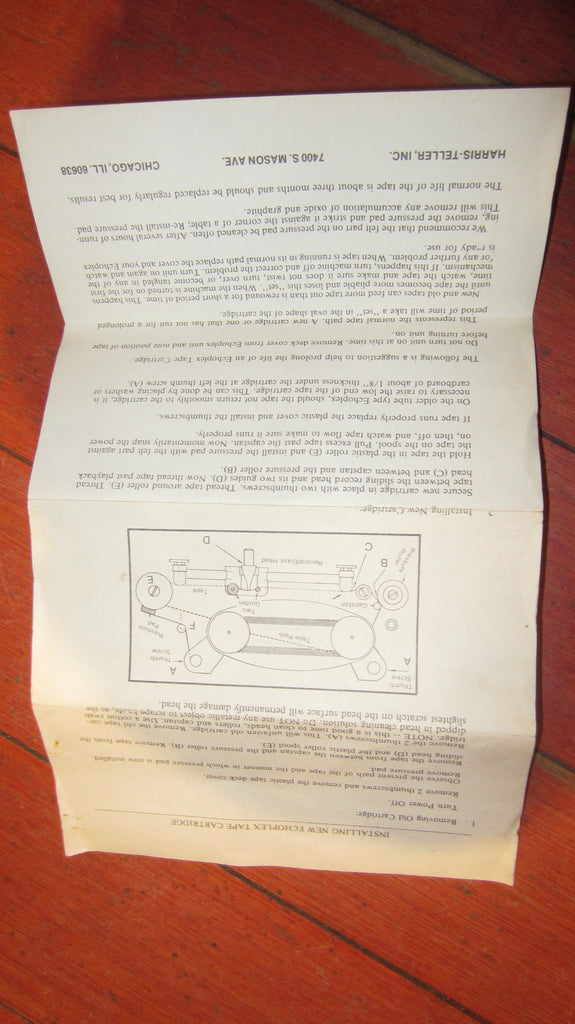 INSTALLING NEW ECHOPLEX TAPE CARTRIDGE
1. Removing Old Cartridge:
Turn Power Off.
Remove 2 thumbscrews and remove the plastic tape deck cover.
Observe the present path of the tape and the manner in which pressure pad is now installed.
Remove pressure pad.
Remove the tape from between the capstan and the pressure roller (B). Remove tape from the
sliding head (D) and the plastic roller spool (E).
Remove the 2 thumbscrews (A). This will unfasten old cartridge. Remove the old tape car-
tridge. NOTE -- this is a good time to clean heads, rollers and capstan. Use a cotton swab
dipped in head cleaning solution. Do NOT use any metallic object to scrape heads, as the
slightest scratch on the head surface will permanently damage the head.
Thumb
Screw
A
Thumb
Screw
A
Tape Path
F
Pressure
Pad
Two
Guides
Capstan
E
Tape
Record/Erase Head
B
Pressure
Roller
C
D
2. Installing New Cartridge:
Secure new cartridge in place with two thumbscrews. Thread tape around roller (E). Thread
tape between the sliding record head and its two guides (D). Now thread tape past playback
head (C) and between capstan and the pressure roller (B).
Hold the tape in the plastic roller (E) and install the pressure pad with the felt part against
the tape on the spool. Pull excess tape past the capstan. Now momentarily snap the power
on, then off, and watch tape flow to make sure it runs properly.
If tape runs properly replace the plastic cover and install the thumbscrews.
On the older tube type Echoplex, should the tape not return smoothly to the cartridge, it is
necessary to raise the low end of the tape cartridge. This can be done by placing washers or
cardboard of about 1/8" thickness under the cartridge at the left thumb screw (A).
The following is a suggestion to help prolong the life of an Echoplex Tape Cartridge.
Do not turn unit on at this time. Remove deck cover from Echoplex unit and note position of tape
before turning unit on.
This represents the normal tape path. A new cartridge or one that has not run for a prolonged
period of time will take a "set" in the oval shape of the cartridge.
New and old tapes can feed more tape out than is rewound for a short period of time. This happens
until the tape becomes more pliable and loses this "set". When the machine is turned on for the first
time, watch the tape and make sure it does not twist, turn over, or become tangled in any of the
mechanism. If this happens, turn machine off and correct the problem. Turn unit on again and watch
for any further problem. When tape is running in its normal path replace the cover and your Echoplex
is ready for use.
We recommend that the felt part on the pressure pad be cleaned often. After several hours of run-
ing, remove the pressure pad and strike it against the corner of a table; Re-install the pressure pad.
This will remove any accumulation of oxide and graphite.
The normal life of the tape is about three months and should be replaced regularly for best results.
HARRIS-TELLER, INC. 7400 S. MASON AVE. CHICAGO, ILL. 60638